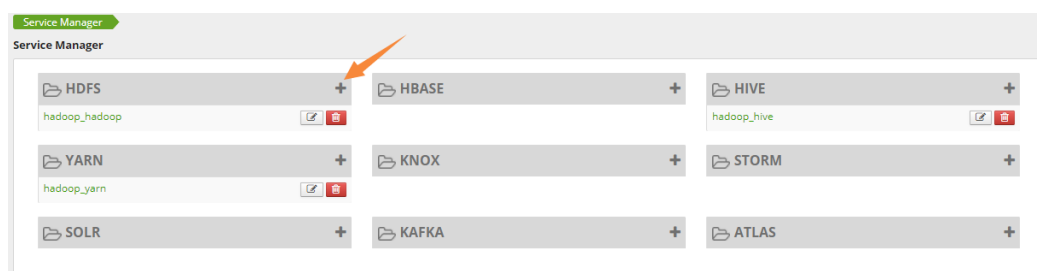 Service Manager
Service Manager
HDFS + HBASE + HIVE +
hadoop_hadoop hadoop_hive
YARN + KNOX + STORM +
hadoop_yarn
SOLR + KAFKA + ATLAS +